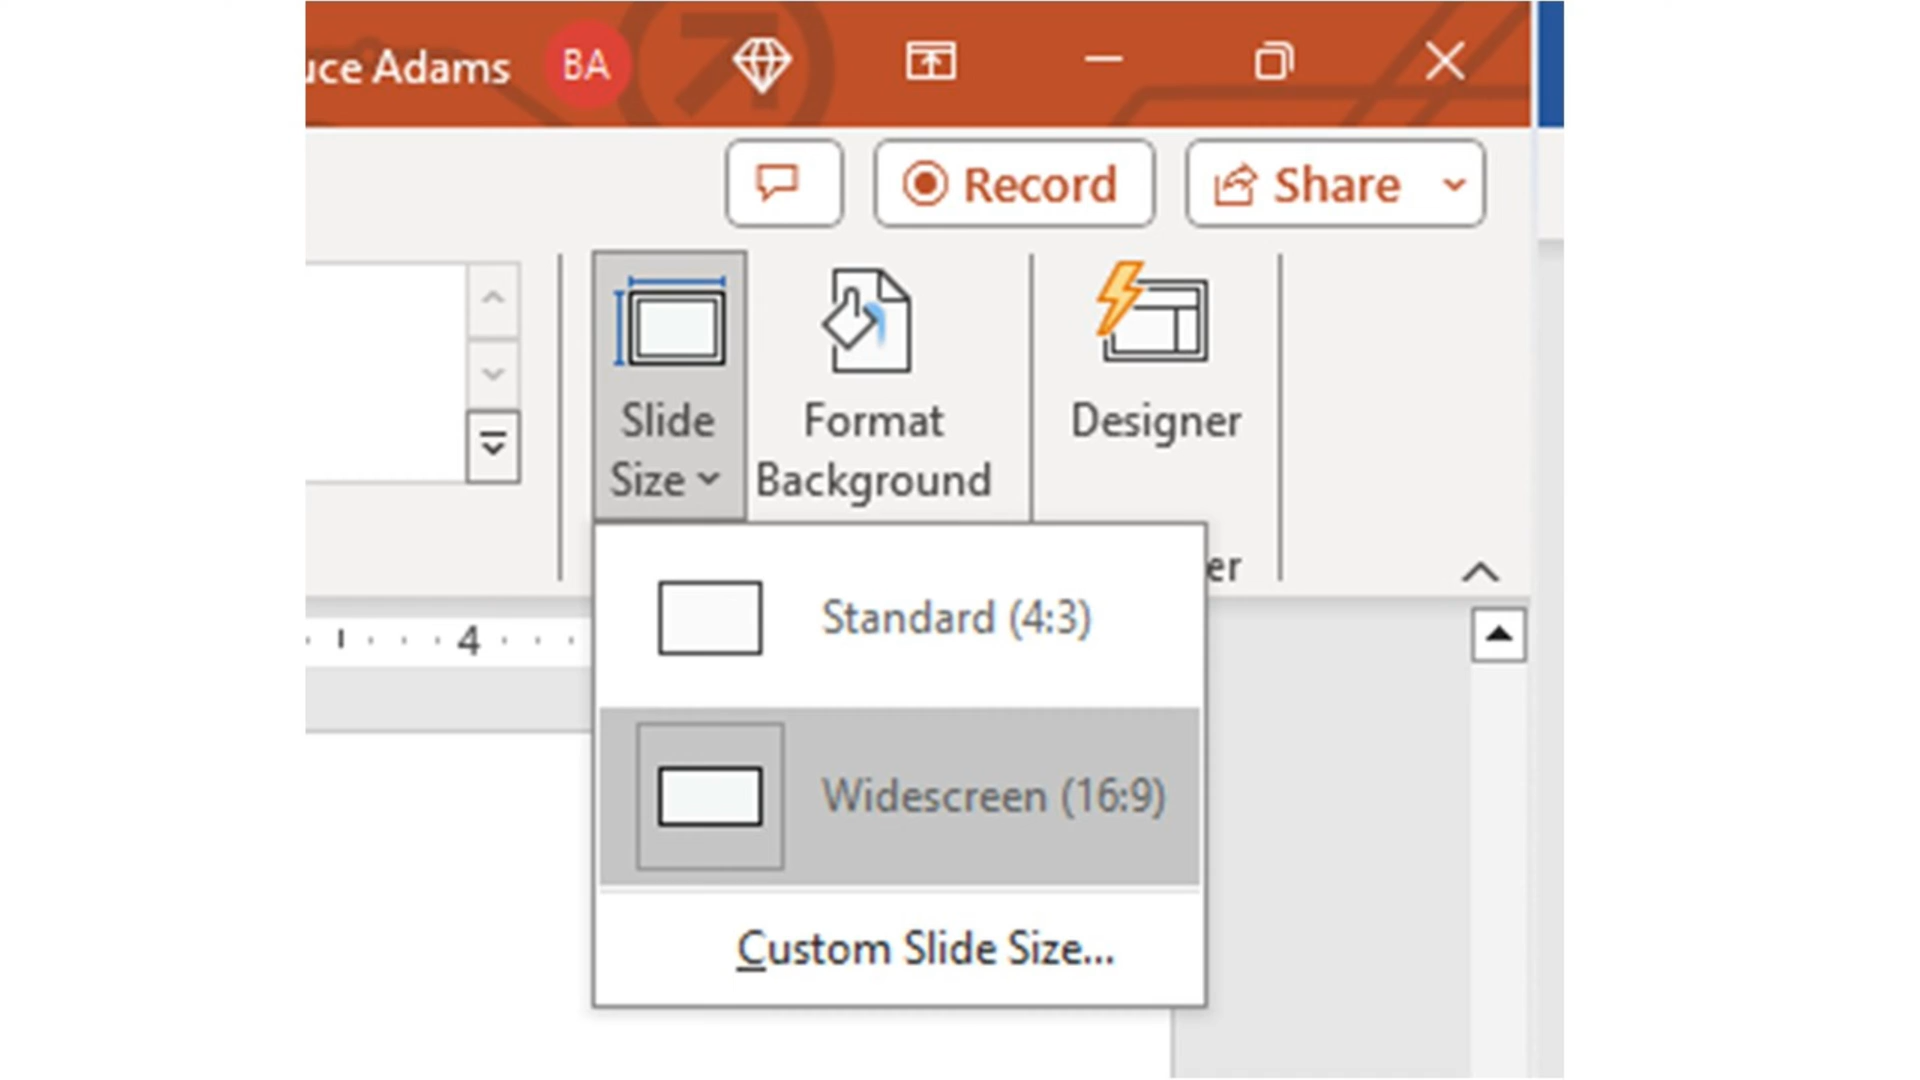 uce Adams BA
Record Share
Slide Size
Format Background
Designer
er
4
Standard (4:3)
Widescreen (16:9)
Custom Slide Size...